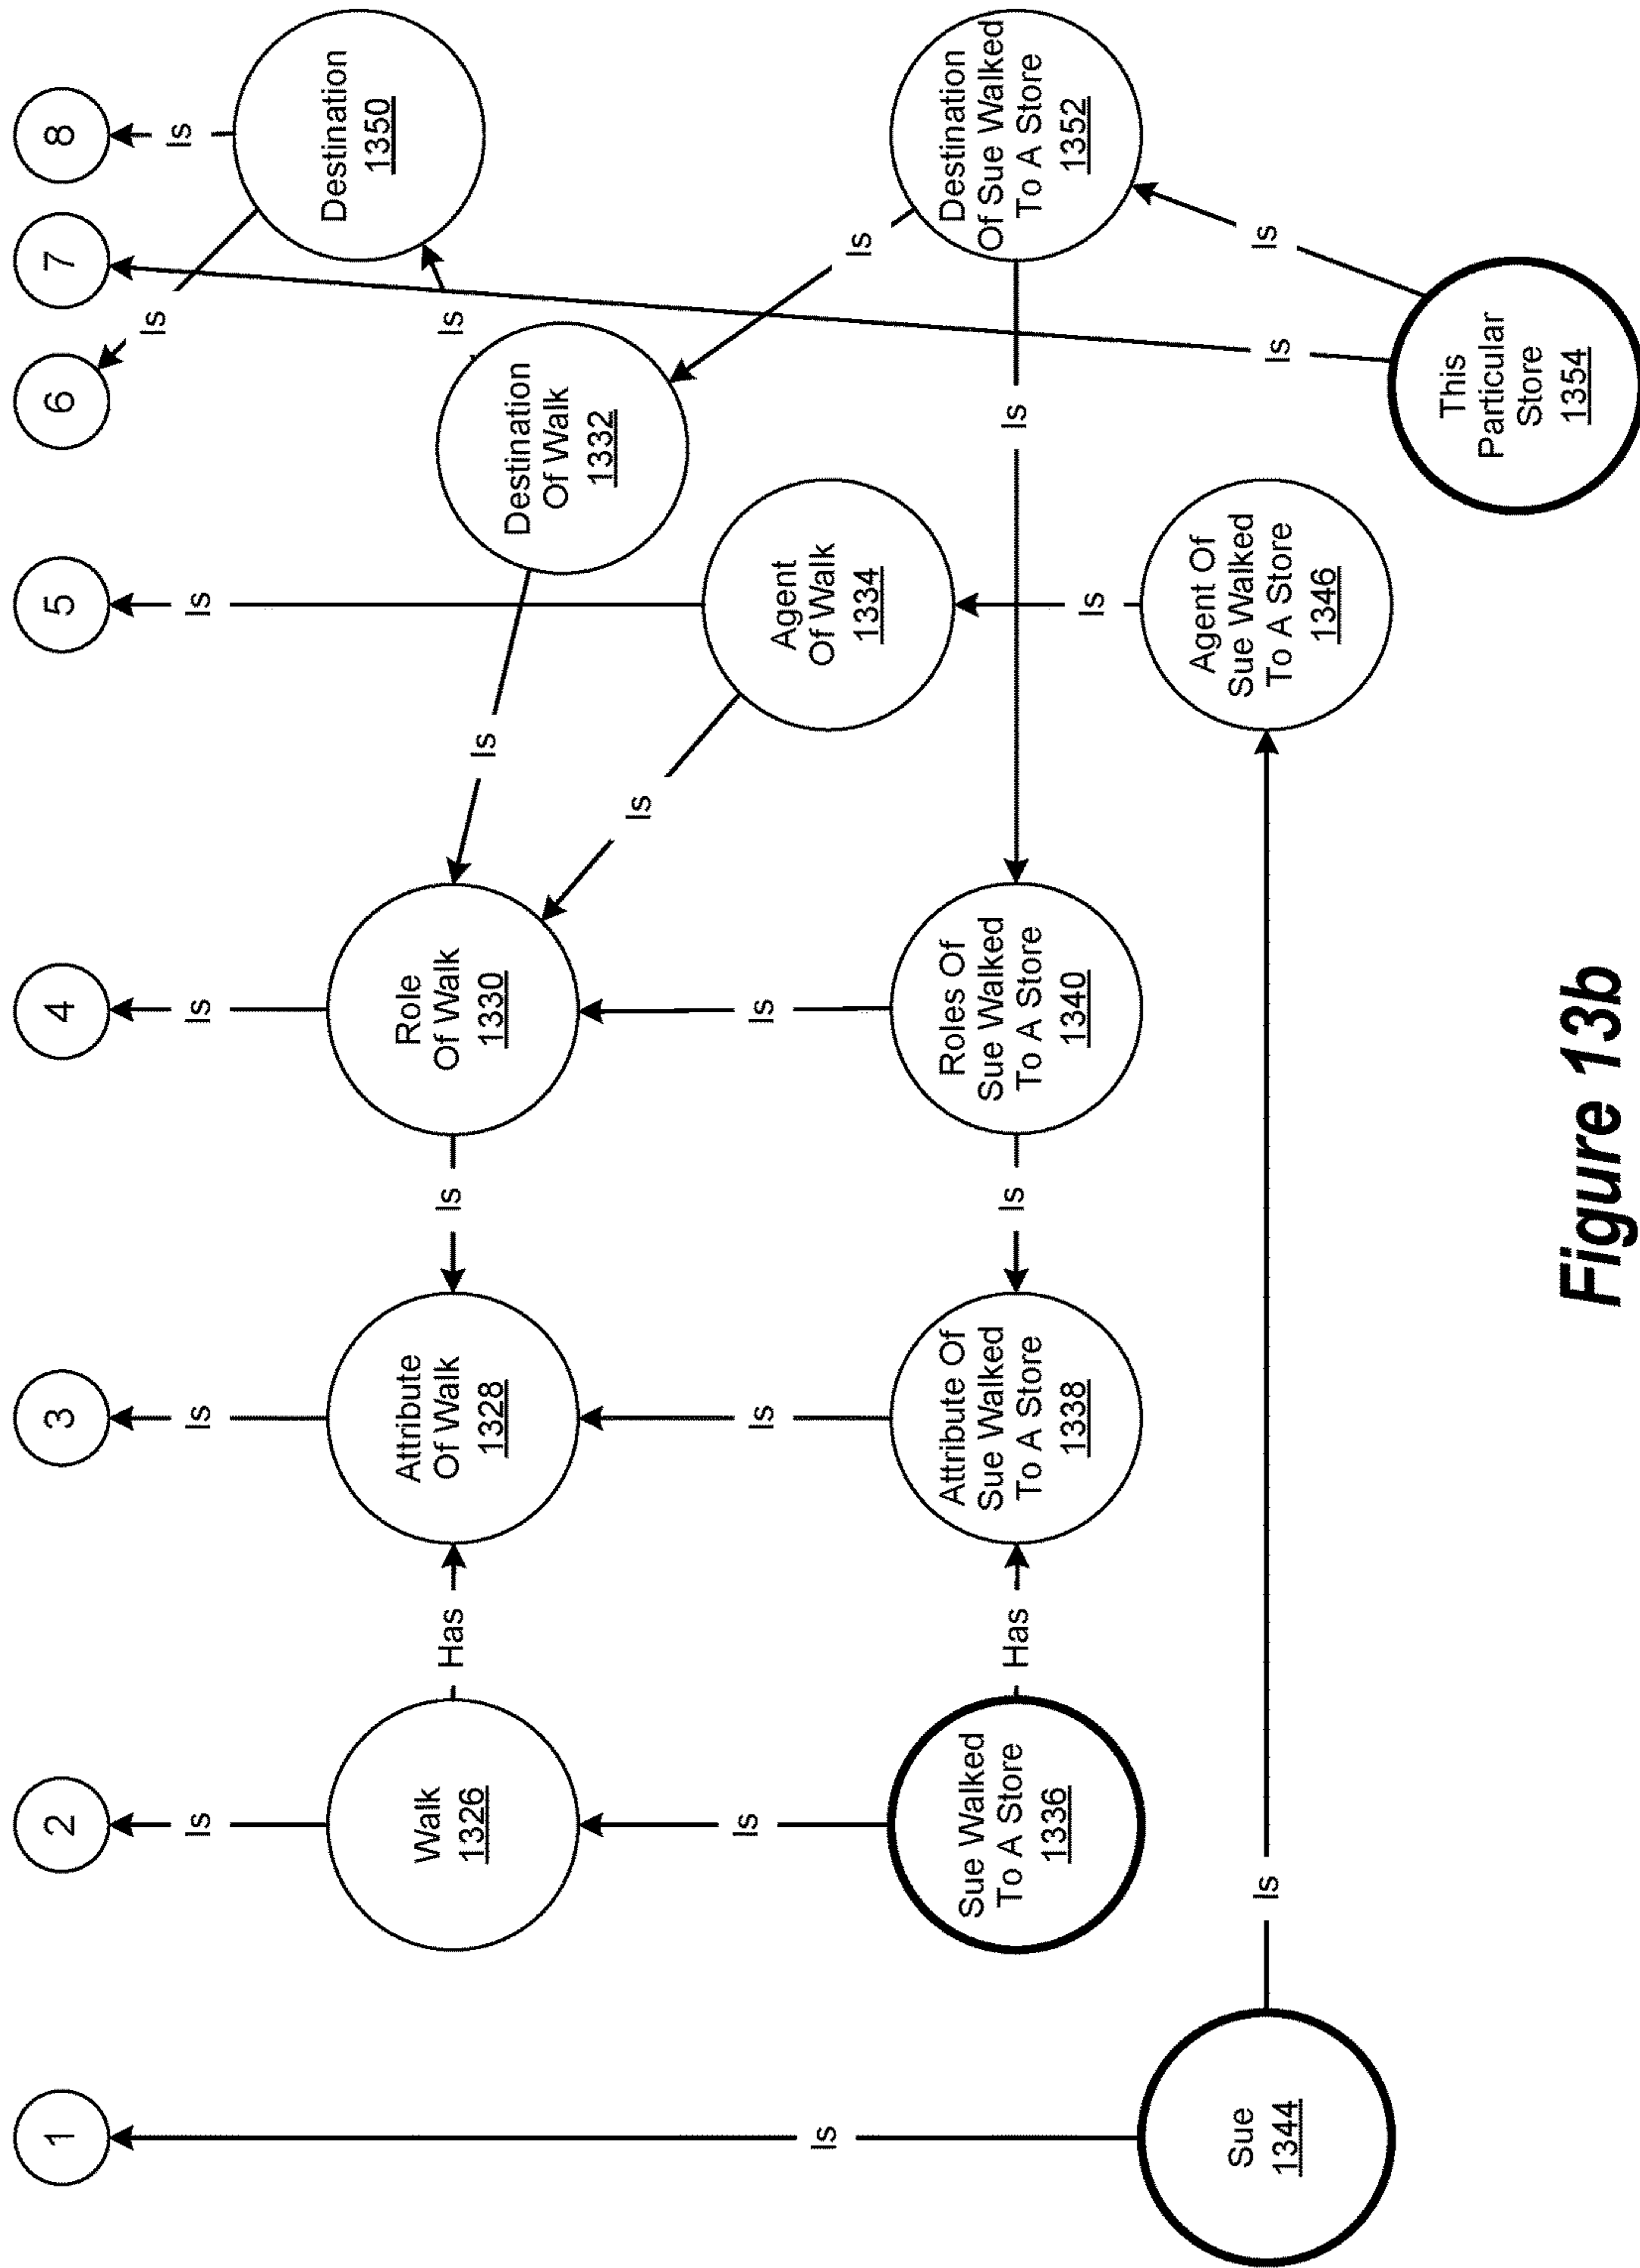 1
2
3
4
5
6
7
8
Is
Is
Is
Is
Is
Is
Is
Destination
1350
Is
Walk
1326
Has
Attribute
Of Walk
1328
Is
Role
Of Walk
1330
Is
Is
Destination
Of Walk
1332
Is
Agent
Of Walk
1334
Is
Is
Is
Is
Is
Sue Walked
To A Store
1336
Has
Attribute Of
Sue Walked
To A Store
1338
Is
Roles Of
Sue Walked
To A Store
1340
Is
Destination
Of Sue Walked
To A Store
1352
Is
Sue
1344
Is
Agent Of
Sue Walked
To A Store
1346
Is
Is
This
Particular
Store
1354
Figure 13b